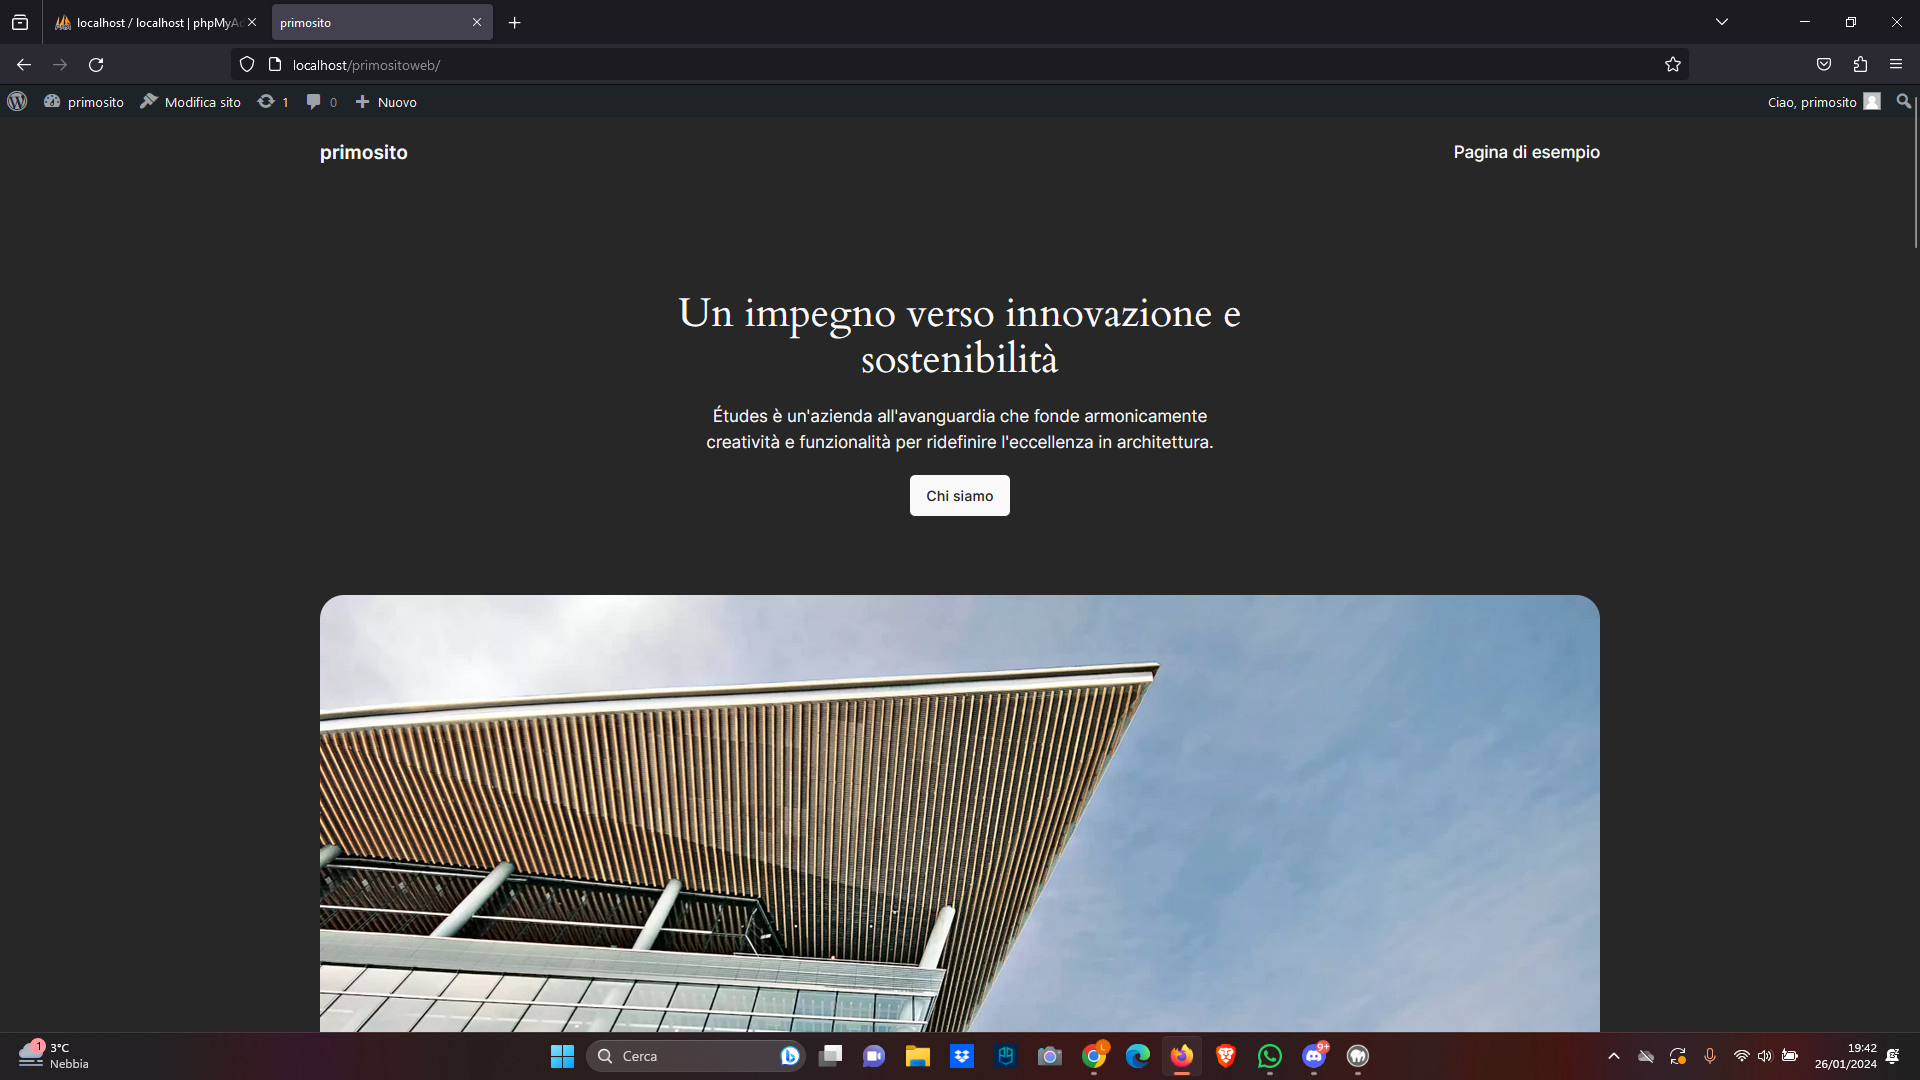 localhost / localhost | phpMyAd
primosito
localhost/primositoweb/
primosito
Modifica sito
1
0
Nuovo
Ciao, primosito
primosito
Pagina di esempio
Un impegno verso innovazione e
sostenibilità
Études è un'azienda all'avanguardia che fonde armonicamente
creatività e funzionalità per ridefinire l'eccellenza in architettura.
Chi siamo
1
3°C
Nebbia
Cerca
L
9+
19:42
26/01/2024